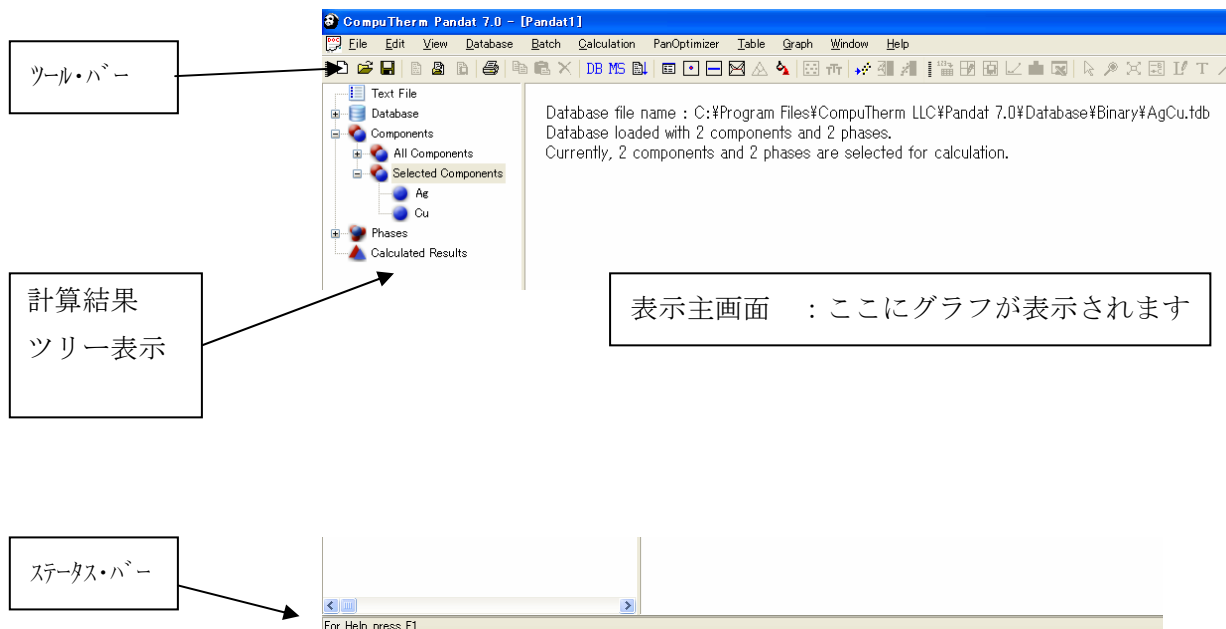 CompuTherm Pandat 7.0 - [Pandat1]
File Edit View Database Batch Calculation PanOptimizer Table Graph Window Help
DB MS
ﾂｰﾙ・ﾊﾞｰ
Text File
Database
Components
All Components
Selected Components
Ag
Cu
Phases
Calculated Results
Database file name : C:¥Program Files¥CompuTherm LLC¥Pandat 7.0¥Database¥Binary¥AgCu.tdb
Database loaded with 2 components and 2 phases.
Currently, 2 components and 2 phases are selected for calculation.
計算結果
ツリー表示
表示主画面 ：ここにグラフが表示されます
ｽﾃｰﾀｽ・ﾊﾞｰ
For Help press F1